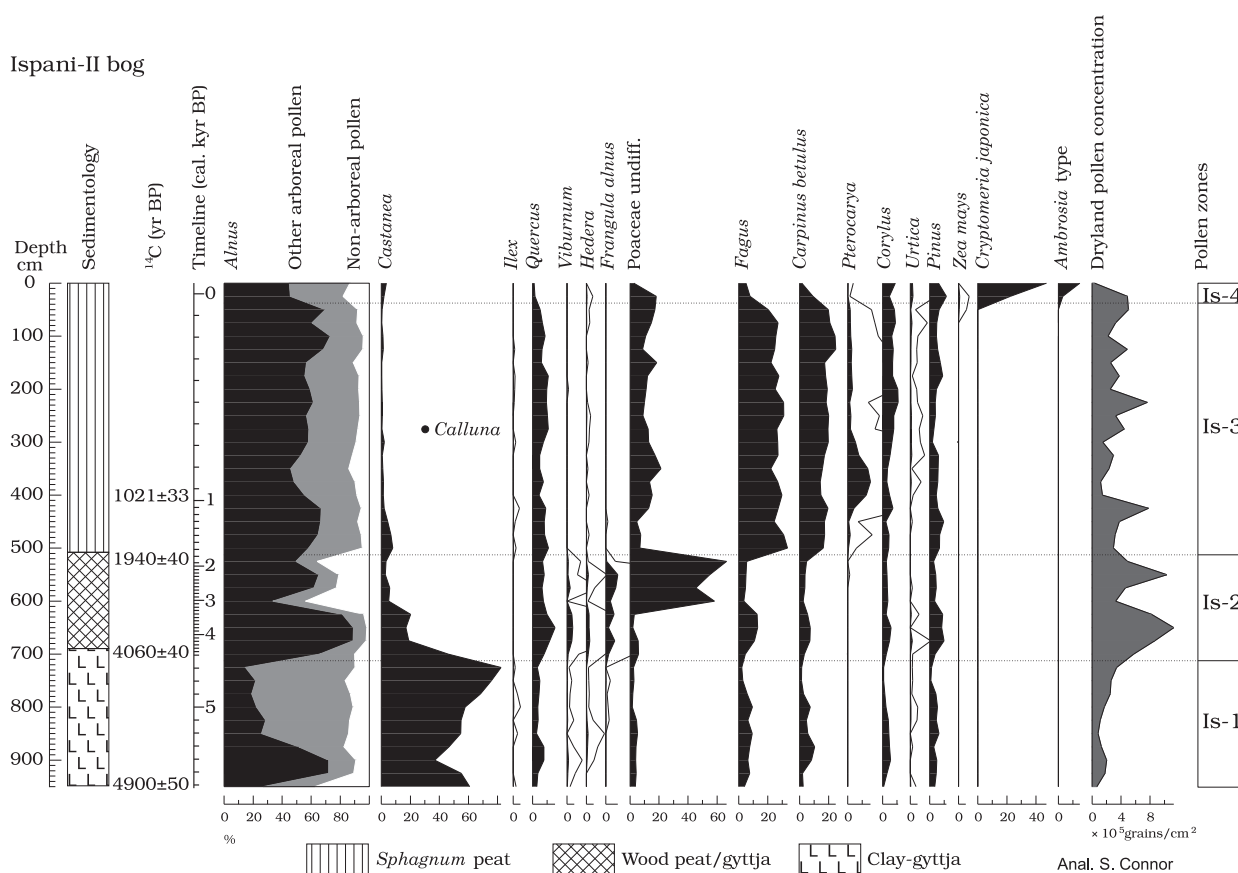 Ispani-II bog
Depth
cm
Sedimentology
¹⁴C (yr BP)
Timeline (cal. kyr BP)
Alnus
Other arboreal pollen
Non-arboreal pollen
Castanea
Ilex
Quercus
Viburnum
Hedera
Frangula alnus
Poaceae undiff.
Fagus
Carpinus betulus
Pterocarya
Corylus
Urtica
Pinus
Zea mays
Cryptomeria japonica
Ambrosia type
Dryland pollen concentration
Pollen zones
0
100
200
300
400
500
600
700
800
900
1021±33
1940±40
4060±40
4900±50
0
1
2
3
4
5
Calluna
Is-4
Is-3
Is-2
Is-1
0 20 40 60 80 0 20 40 60 80 0 0 0 0 0 0 20 40 60 0 20 0 20 0 0 0 0 0 0 20 40 0 0 4 8
%
× 10⁵grains/cm²
Sphagnum peat
Wood peat/gyttja
Clay-gyttja
Anal. S. Connor